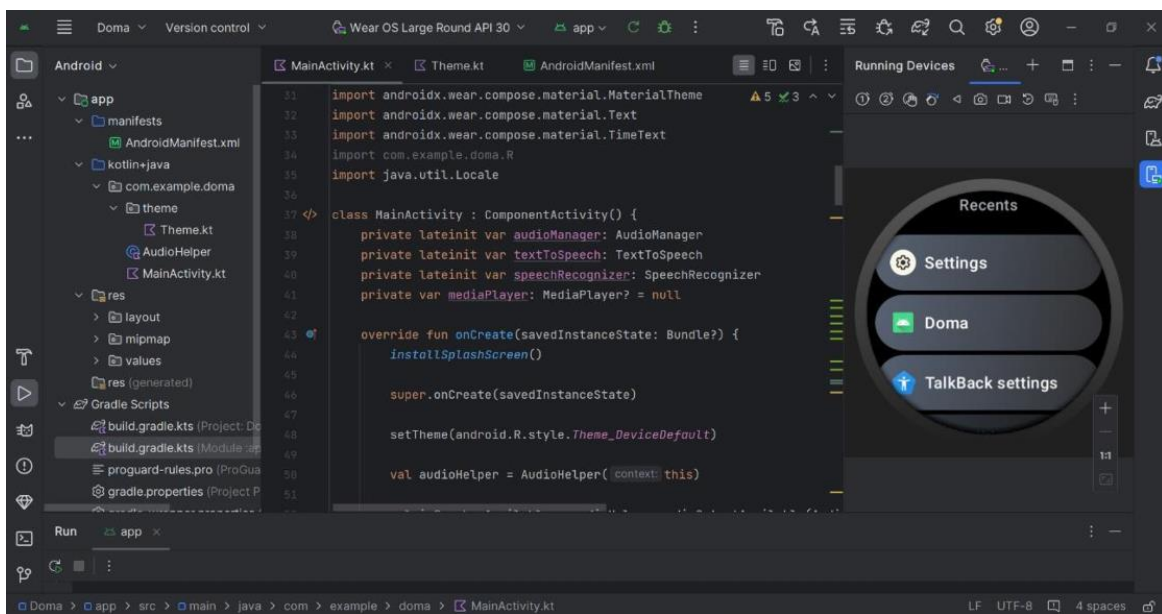 Doma Version control Wear OS Large Round API 30 app
Android
MainActivity.kt Theme.kt AndroidManifest.xml
Running Devices
app
manifests
AndroidManifest.xml
kotlin+java
com.example.doma
theme
Theme.kt
AudioHelper
MainActivity.kt
res
layout
mipmap
values
res (generated)
Gradle Scripts
build.gradle.kts (Project: Do
build.gradle.kts (Module :ap
proguard-rules.pro (ProGua
gradle.properties (Project P
5 3
31 import androidx.wear.compose.material.MaterialTheme
32 import androidx.wear.compose.material.Text
33 import androidx.wear.compose.material.TimeText
34 import com.example.doma.R
35 import java.util.Locale
36
37 class MainActivity : ComponentActivity() {
38 private lateinit var audioManager: AudioManager
39 private lateinit var textToSpeech: TextToSpeech
40 private lateinit var speechRecognizer: SpeechRecognizer
41 private var mediaPlayer: MediaPlayer? = null
42
43 override fun onCreate(savedInstanceState: Bundle?) {
44 installSplashScreen()
45
46 super.onCreate(savedInstanceState)
47
48 setTheme(android.R.style.Theme_DeviceDefault)
49
50 val audioHelper = AudioHelper( context: this)
51
Recents
Settings
Doma
TalkBack settings
1:1
Run app
Doma > app > src > main > java > com > example > doma > MainActivity.kt
LF UTF-8 4 spaces